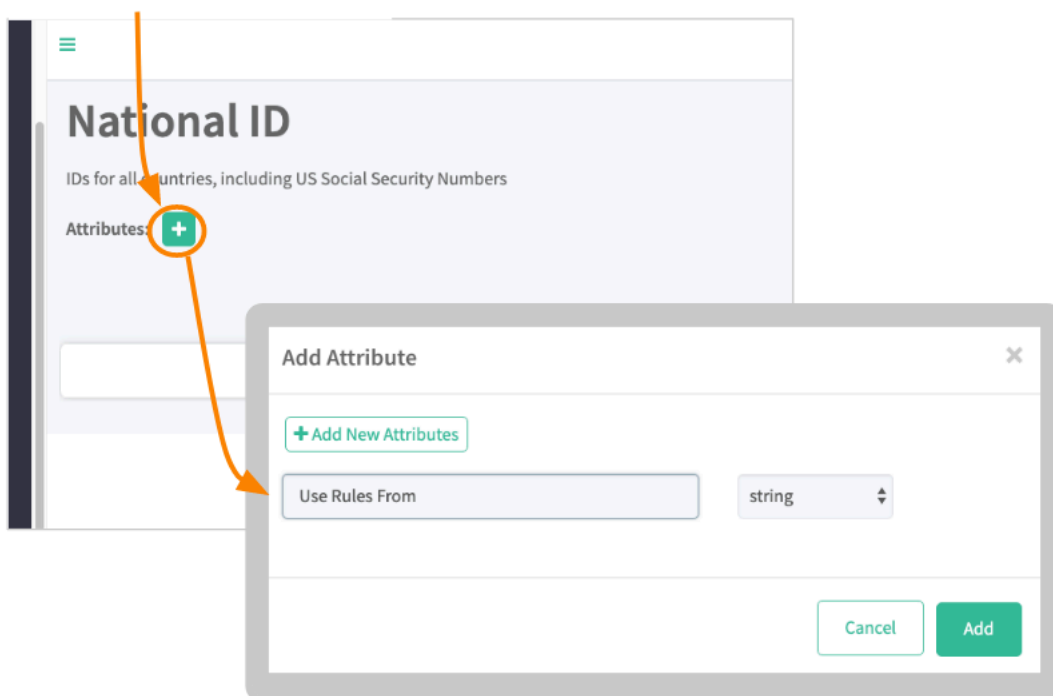 National ID
IDs for all countries, including US Social Security Numbers
Attributes:
Add Attribute
+ Add New Attributes
Use Rules From
string
Cancel
Add